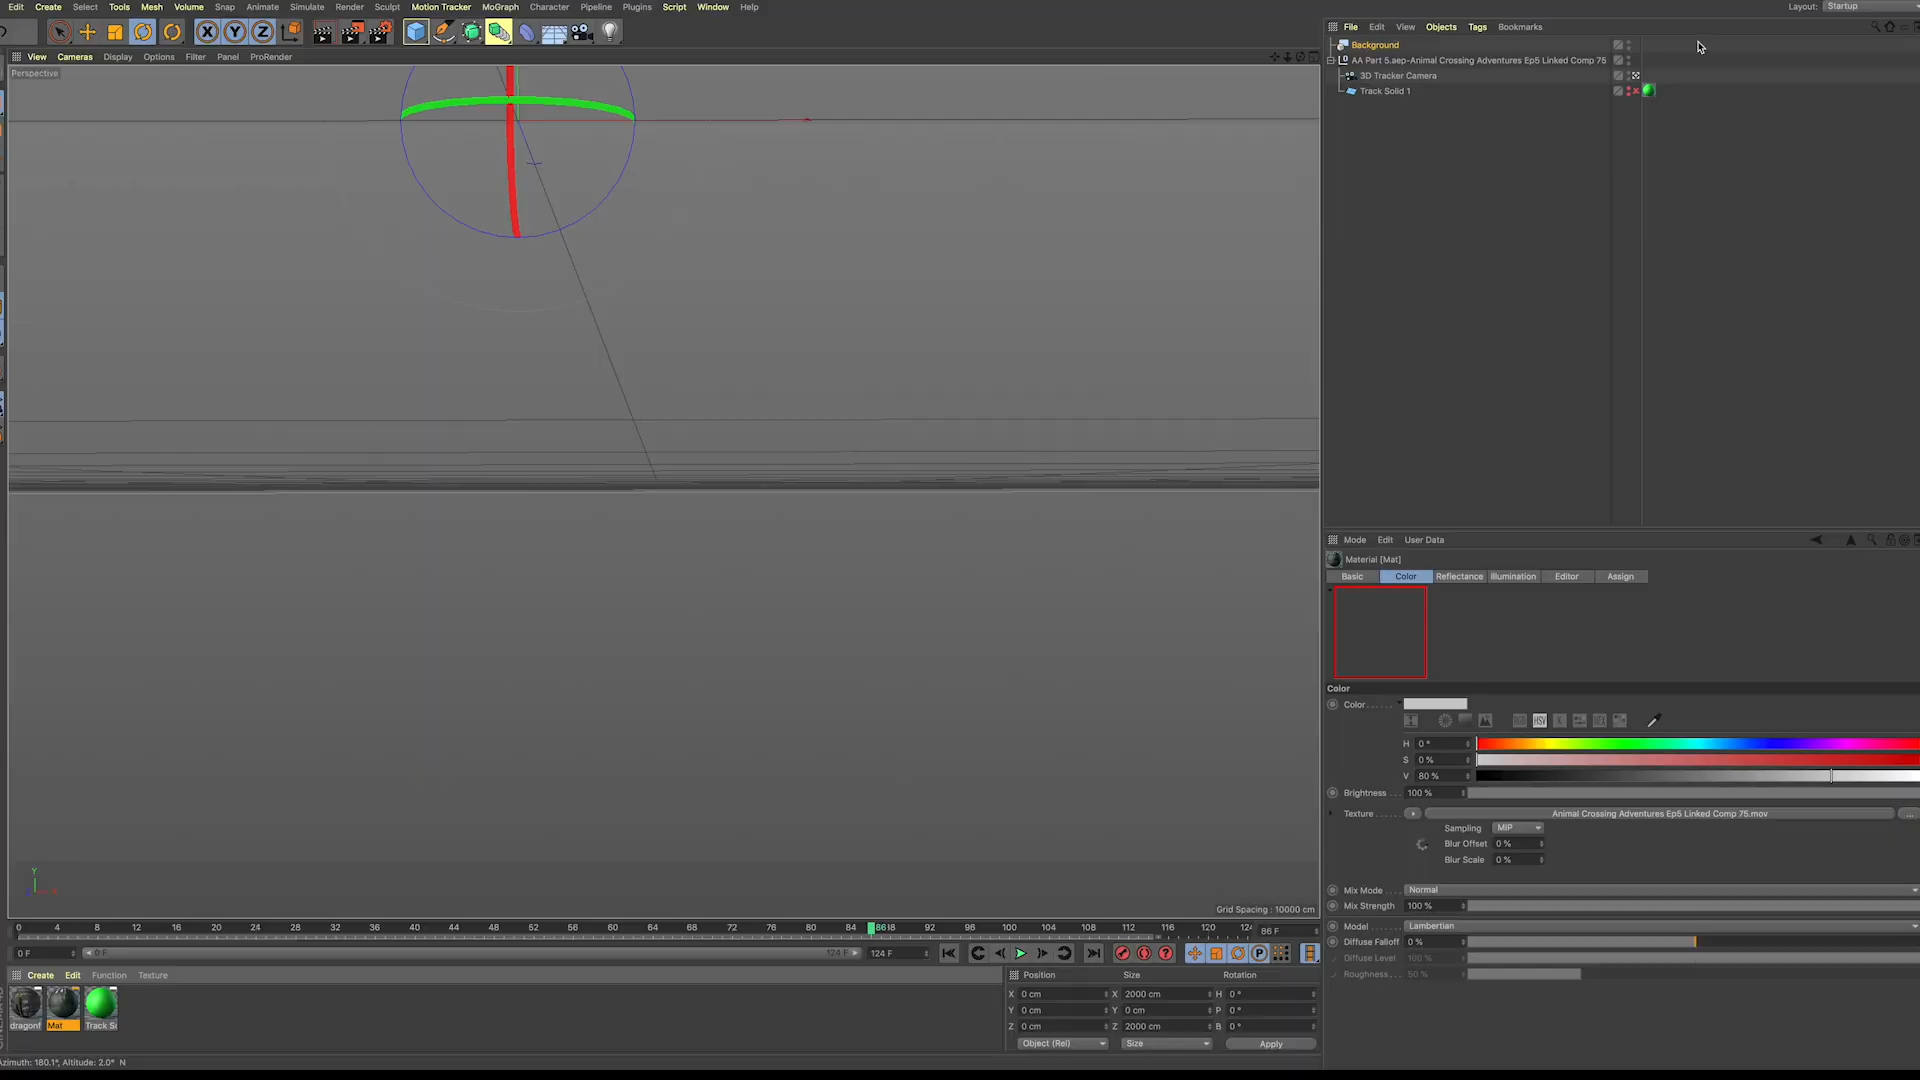 Edit Create Select Tools Mesh Volume Snap Animate Simulate Render Sculpt Motion Tracker MoGraph Character Pipeline Plugins Script Window Help Layout: Startup
X Y Z
File Edit View Objects Tags Bookmarks
View Cameras Display Options Filter Panel ProRender
Perspective
Background
AA Part 5.aep-Animal Crossing Adventures Ep5 Linked Comp 75
3D Tracker Camera
Track Solid 1
Mode Edit User Data
Material [Mat]
Basic Color Reflectance Illumination Editor Assign
Color
Color
HSV
H 0 °
S 0 %
V 80 %
Brightness 100 %
Texture Animal Crossing Adventures Ep5 Linked Comp 75.mov ...
Sampling MIP
Blur Offset 0 %
Blur Scale 0 %
Mix Mode Normal
Mix Strength 100 %
Model Lambertian
Diffuse Falloff 0 %
Diffuse Level 100 %
Roughness 50 %
Y
Grid Spacing : 10000 cm
0 4 8 12 16 20 24 28 32 36 40 44 48 52 56 60 64 68 72 76 80 84 8618 92 96 100 104 108 112 116 120 124 86 F
0 F 0 F 124 F 124 F
Create Edit Function Texture
dragonf Mat Track So
Position Size Rotation
X 0 cm X 2000 cm H 0 °
Y 0 cm Y 0 cm P 0 °
Z 0 cm Z 2000 cm B 0 °
Object (Rel) Size Apply
Azimuth: 180.1°, Altitude: 2.0° N